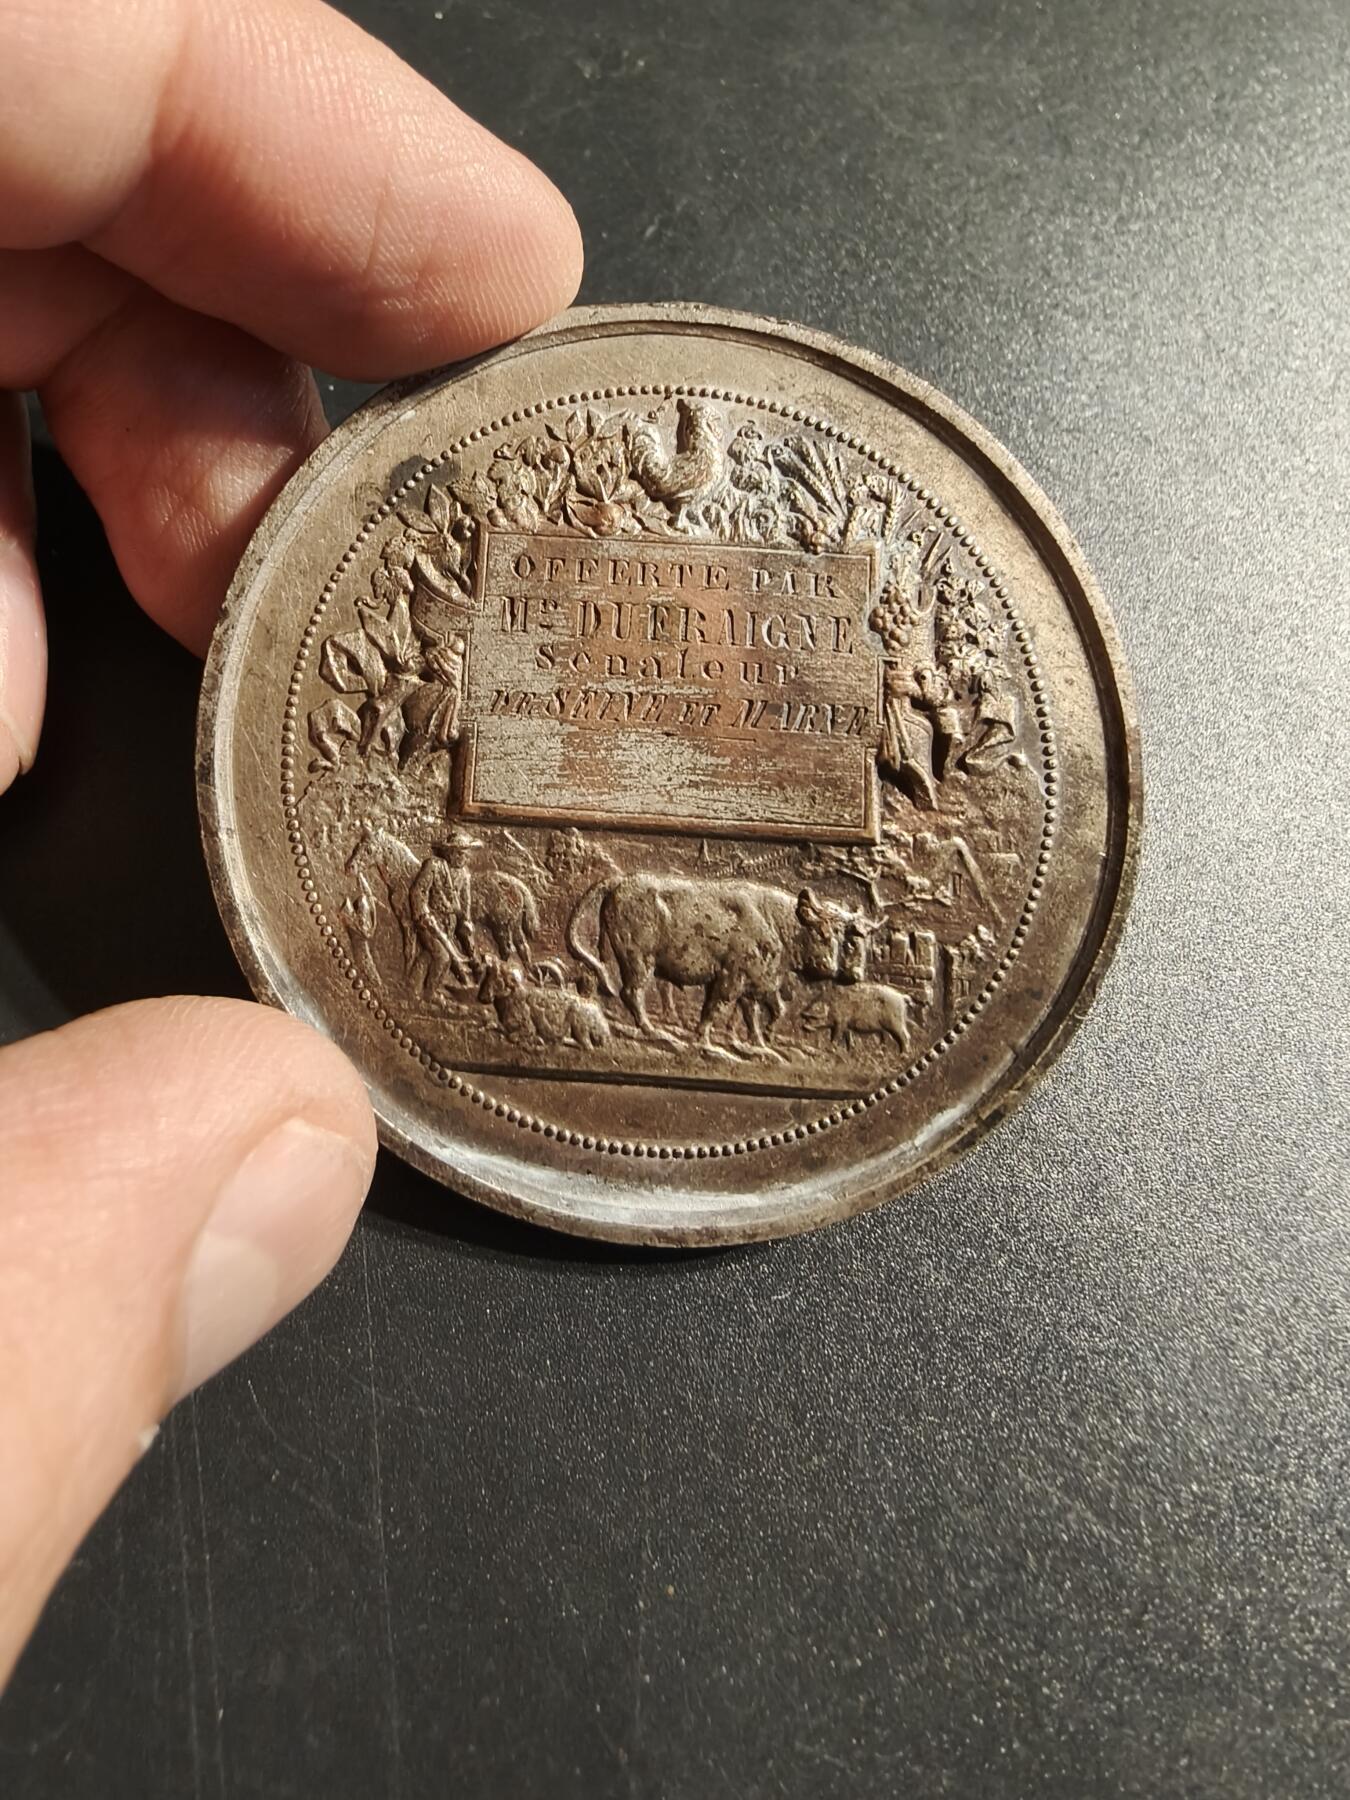 OFFERTE PAR
Mr DUFRAIGNE
Sénateur
DE SEINE ET MARNE